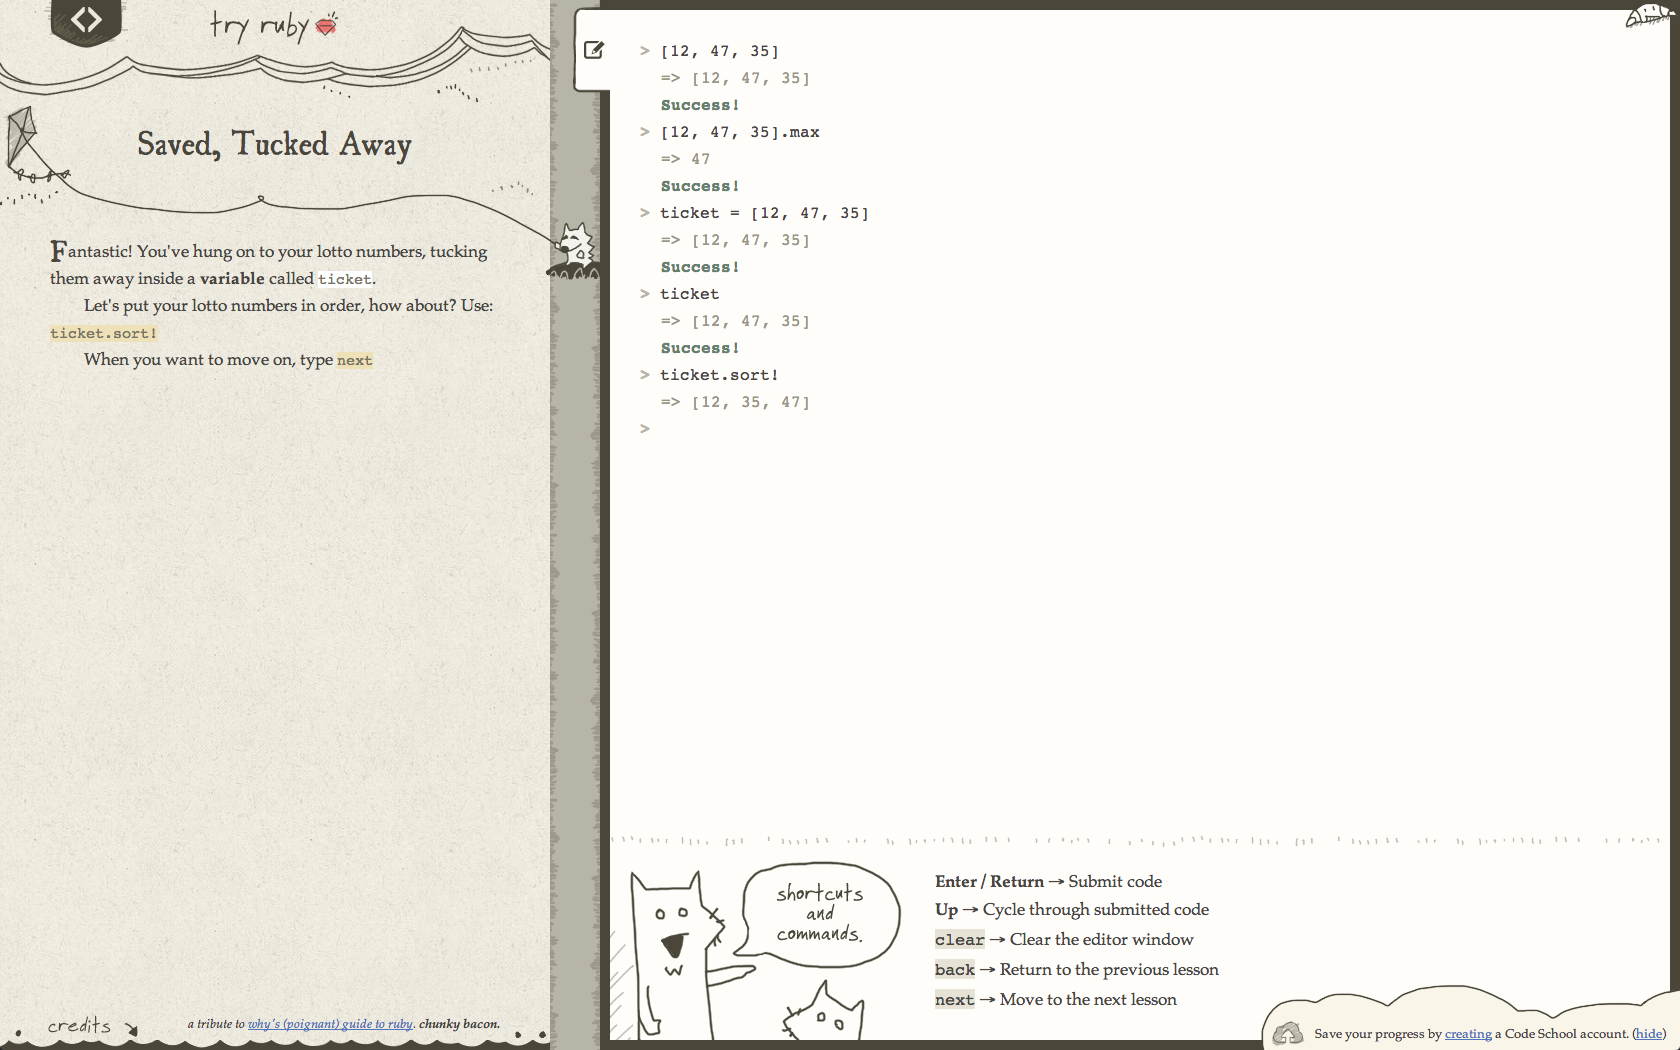 try ruby
Saved, Tucked Away
Fantastic! You've hung on to your lotto numbers, tucking
them away inside a variable called ticket.
Let's put your lotto numbers in order, how about? Use:
ticket.sort!
When you want to move on, type next
credits
a tribute to why's (poignant) guide to ruby. chunky bacon.
> [12, 47, 35]
=> [12, 47, 35]
Success!
> [12, 47, 35].max
=> 47
Success!
> ticket = [12, 47, 35]
=> [12, 47, 35]
Success!
> ticket
=> [12, 47, 35]
Success!
> ticket.sort!
=> [12, 35, 47]
>
shortcuts
and
commands.
Enter / Return → Submit code
Up → Cycle through submitted code
clear → Clear the editor window
back → Return to the previous lesson
next → Move to the next lesson
Save your progress by creating a Code School account. (hide)